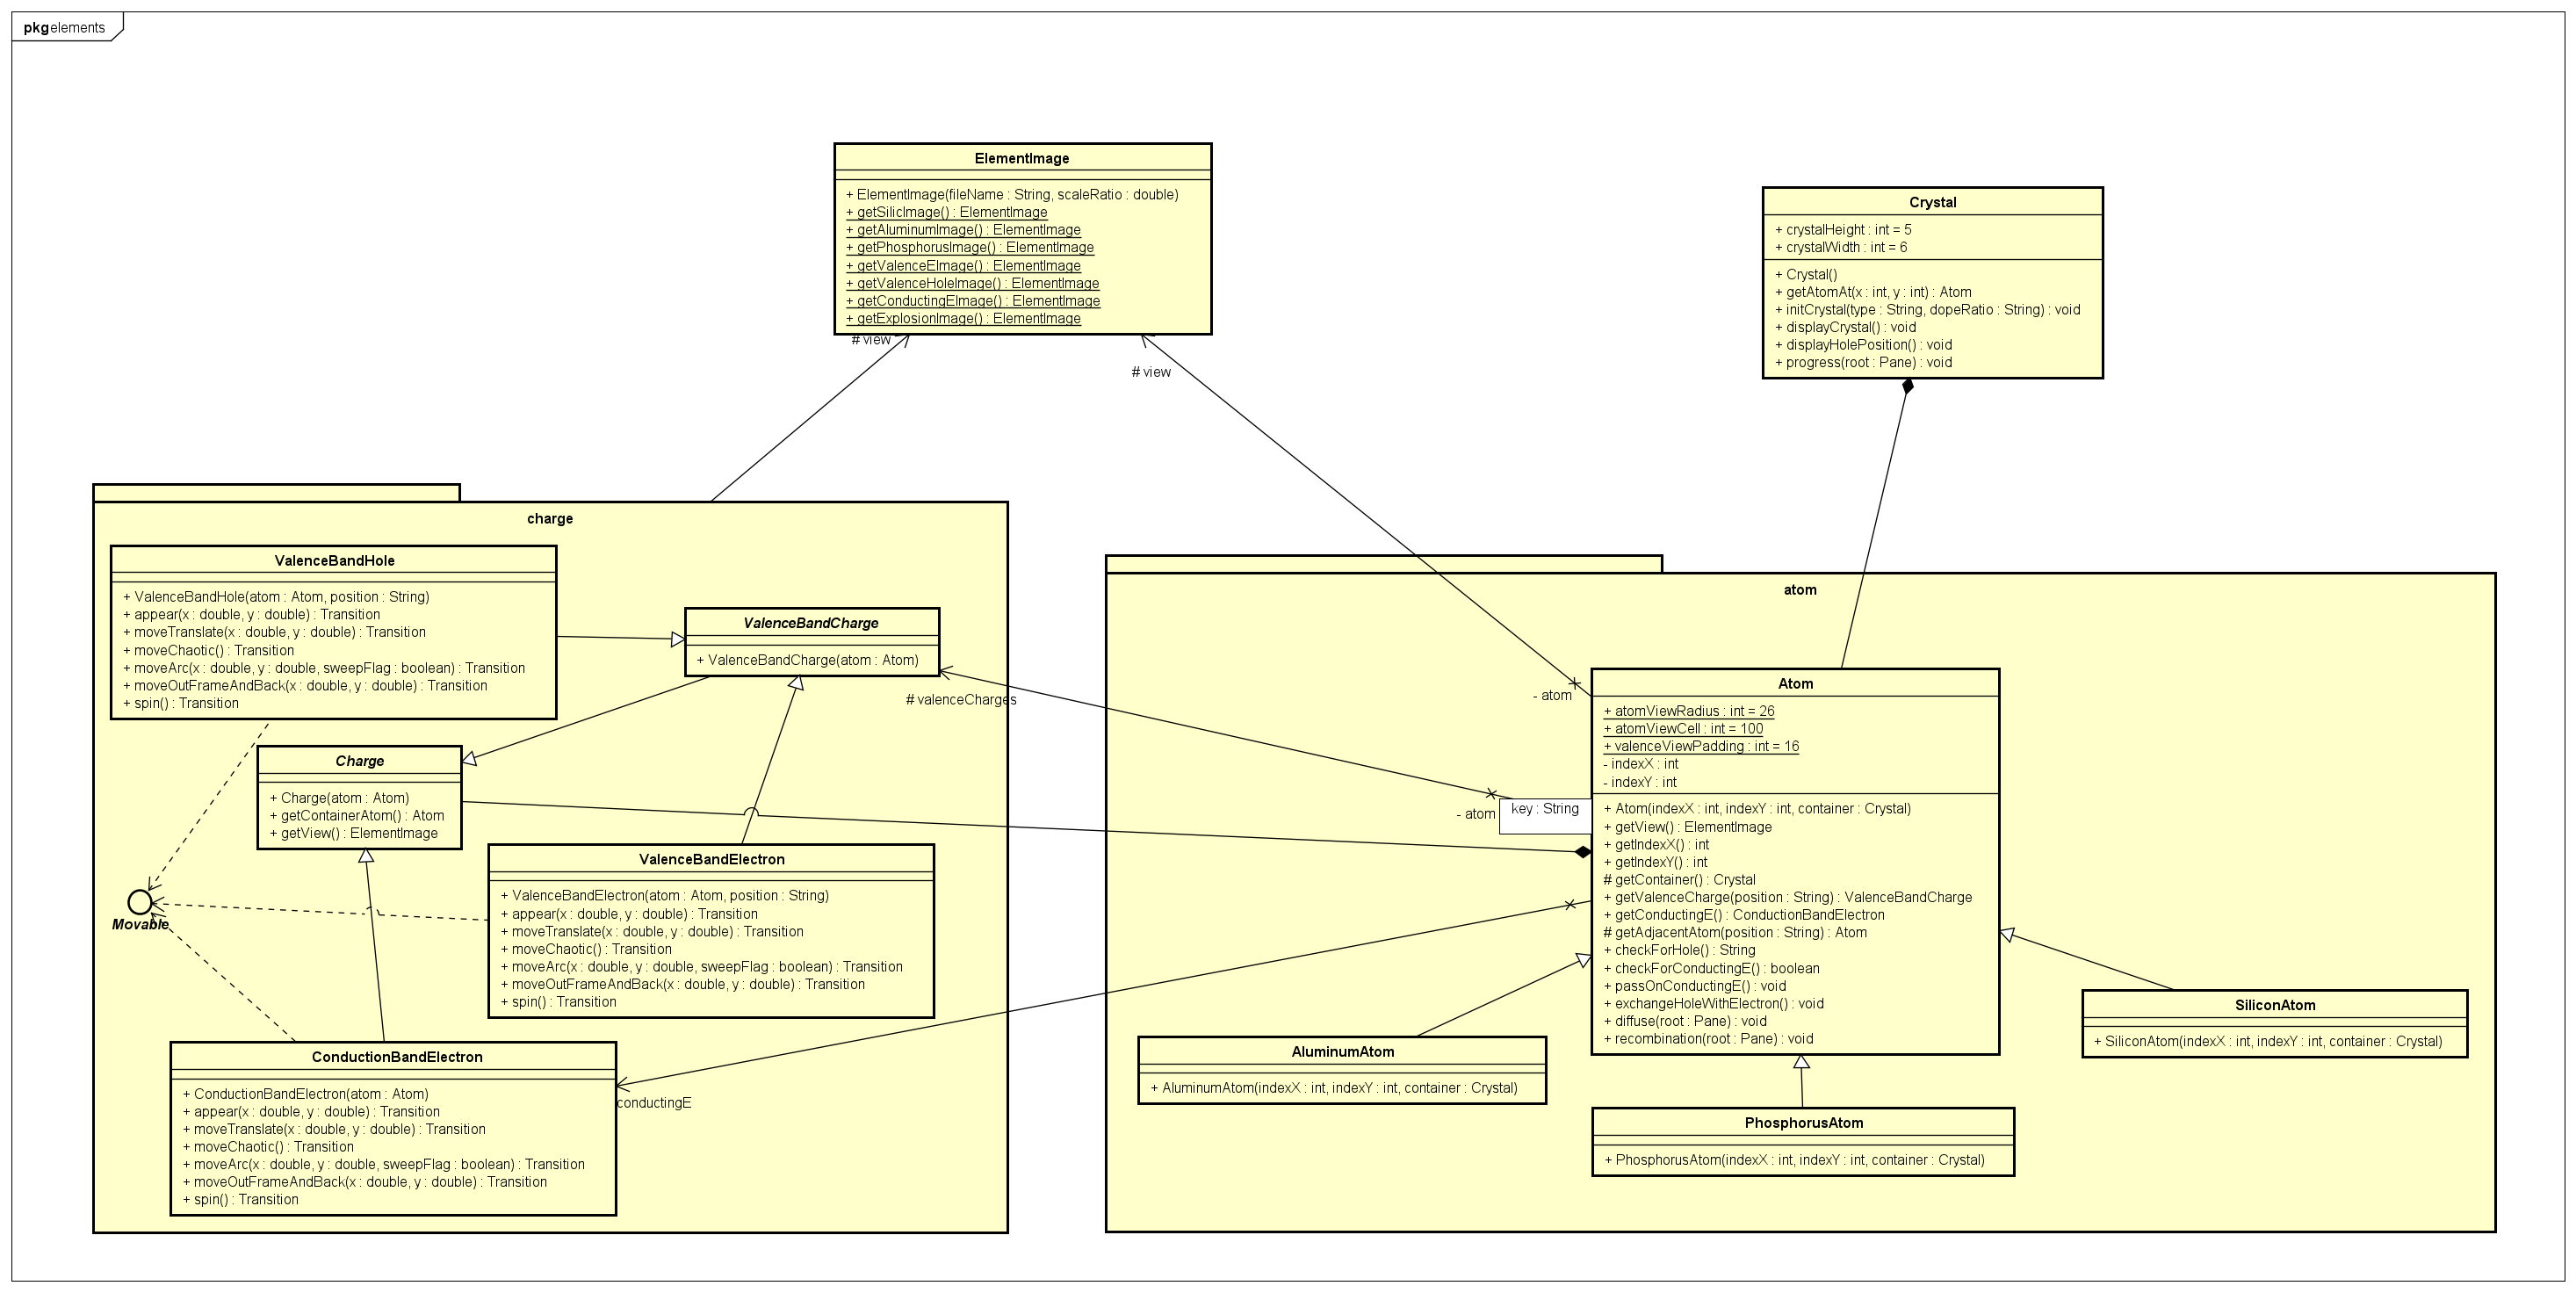 pkg elements
ElementImage
+ ElementImage(fileName : String, scaleRatio : double)
+ getSilicImage() : ElementImage
+ getAluminumImage() : ElementImage
+ getPhosphorusImage() : ElementImage
+ getValenceEImage() : ElementImage
+ getValenceHoleImage() : ElementImage
+ getConductingEImage() : ElementImage
+ getExplosionImage() : ElementImage
# view
# view
Crystal
+ crystalHeight : int = 5
+ crystalWidth : int = 6
+ Crystal()
+ getAtomAt(x : int, y : int) : Atom
+ initCrystal(type : String, dopeRatio : String) : void
+ displayCrystal() : void
+ displayHolePosition() : void
+ progress(root : Pane) : void
charge
ValenceBandHole
+ ValenceBandHole(atom : Atom, position : String)
+ appear(x : double, y : double) : Transition
+ moveTranslate(x : double, y : double) : Transition
+ moveChaotic() : Transition
+ moveArc(x : double, y : double, sweepFlag : boolean) : Transition
+ moveOutFrameAndBack(x : double, y : double) : Transition
+ spin() : Transition
ValenceBandCharge
+ ValenceBandCharge(atom : Atom)
# valenceCharges
Charge
+ Charge(atom : Atom)
+ getContainerAtom() : Atom
+ getView() : ElementImage
Movable
ValenceBandElectron
+ ValenceBandElectron(atom : Atom, position : String)
+ appear(x : double, y : double) : Transition
+ moveTranslate(x : double, y : double) : Transition
+ moveChaotic() : Transition
+ moveArc(x : double, y : double, sweepFlag : boolean) : Transition
+ moveOutFrameAndBack(x : double, y : double) : Transition
+ spin() : Transition
ConductionBandElectron
+ ConductionBandElectron(atom : Atom)
+ appear(x : double, y : double) : Transition
+ moveTranslate(x : double, y : double) : Transition
+ moveChaotic() : Transition
+ moveArc(x : double, y : double, sweepFlag : boolean) : Transition
+ moveOutFrameAndBack(x : double, y : double) : Transition
+ spin() : Transition
conductingE
atom
- atom
- atom
key : String
Atom
+ atomViewRadius : int = 26
+ atomViewCell : int = 100
+ valenceViewPadding : int = 16
- indexX : int
- indexY : int
+ Atom(indexX : int, indexY : int, container : Crystal)
+ getView() : ElementImage
+ getIndexX() : int
+ getIndexY() : int
# getContainer() : Crystal
+ getValenceCharge(position : String) : ValenceBandCharge
+ getConductingE() : ConductionBandElectron
# getAdjacentAtom(position : String) : Atom
+ checkForHole() : String
+ checkForConductingE() : boolean
+ passOnConductingE() : void
+ exchangeHoleWithElectron() : void
+ diffuse(root : Pane) : void
+ recombination(root : Pane) : void
SiliconAtom
+ SiliconAtom(indexX : int, indexY : int, container : Crystal)
AluminumAtom
+ AluminumAtom(indexX : int, indexY : int, container : Crystal)
PhosphorusAtom
+ PhosphorusAtom(indexX : int, indexY : int, container : Crystal)